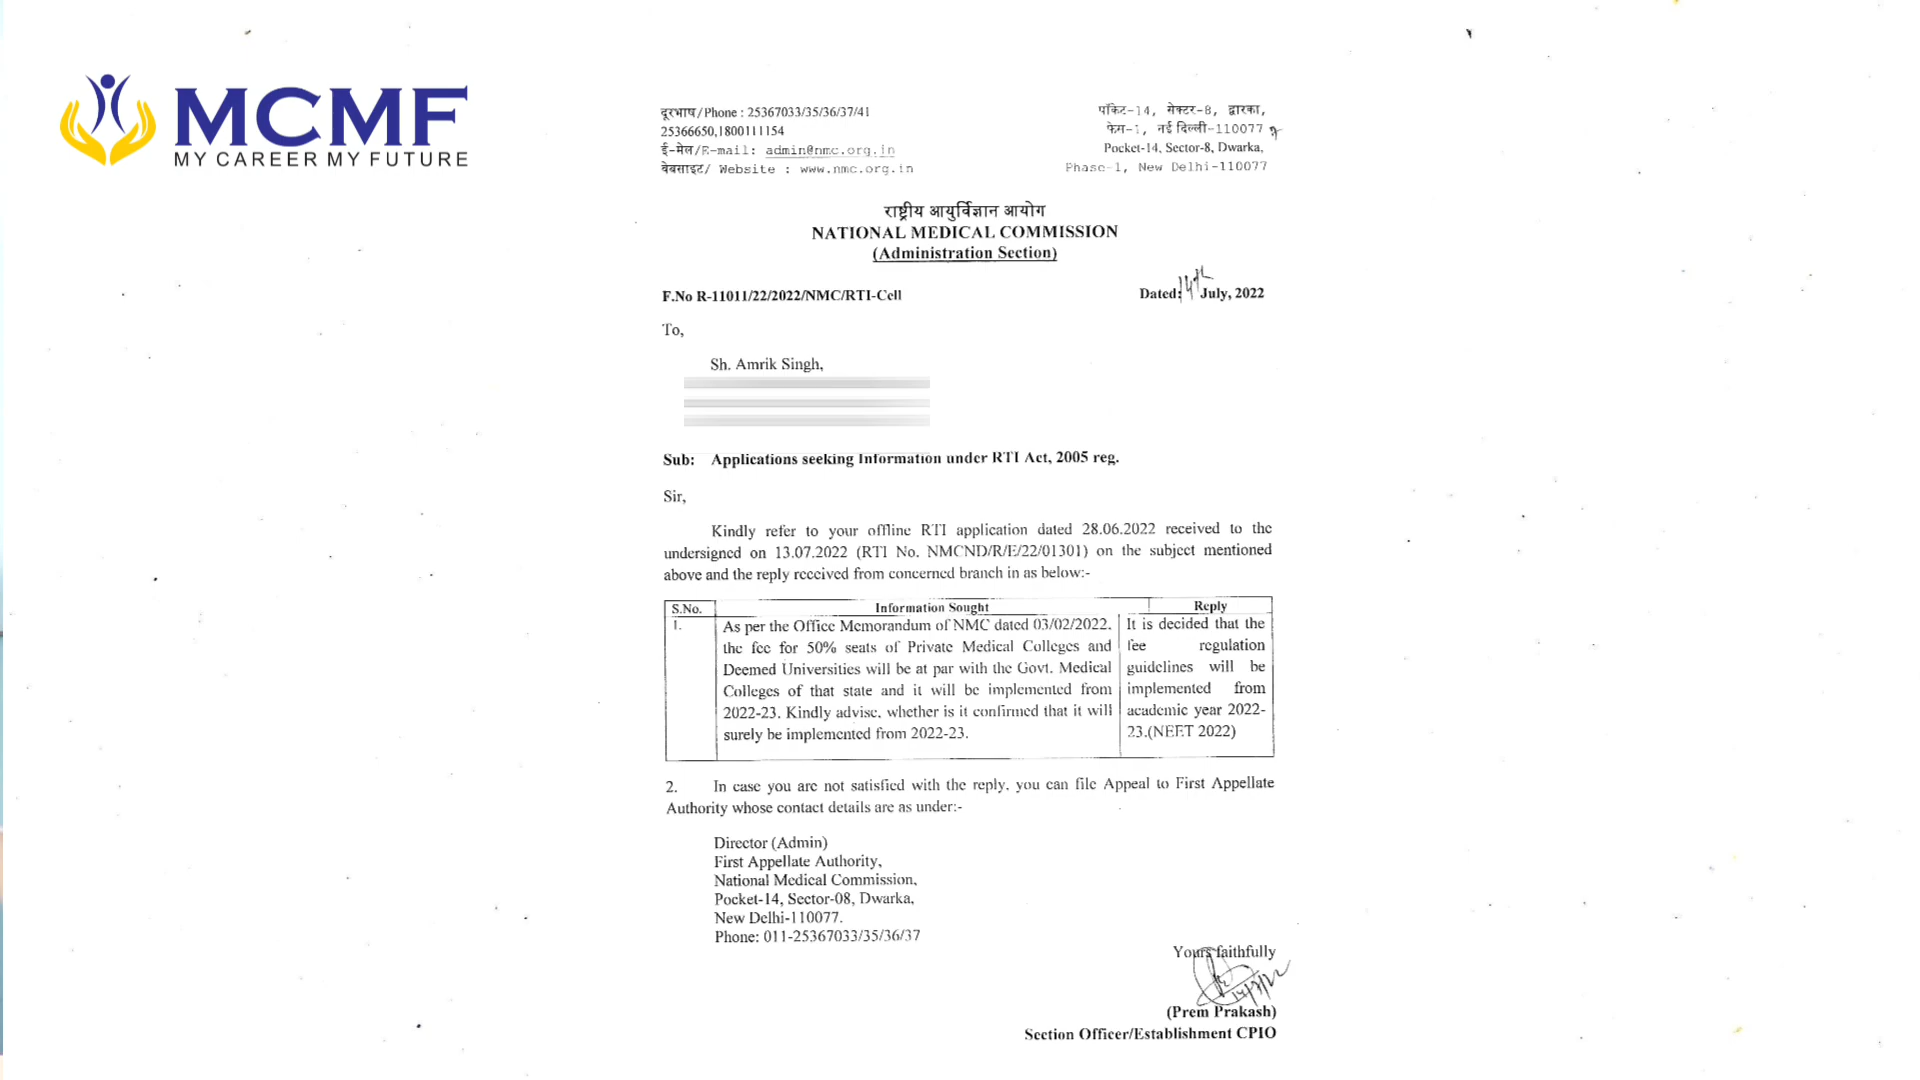 MCMF
MY CAREER MY FUTURE
दूरभाष/Phone : 25367033/35/36/37/41
25366650,1800111154
ई-मेल/E-mail: admin@nmc.org.in
वेबसाइट/ Website : www.nmc.org.in
पॉकेट-14, सेक्टर-8, द्वारका,
फेस-1, नई दिल्ली-110077
Pocket-14, Sector-8, Dwarka,
Phase-1, New Delhi-110077
राष्ट्रीय आयुर्विज्ञान आयोग
NATIONAL MEDICAL COMMISSION
(Administration Section)
F.No R-11011/22/2022/NMC/RTI-Cell
Dated: 14th July, 2022
To,
Sh. Amrik Singh,
Sub: Applications seeking Information under RTI Act, 2005 reg.
Sir,
Kindly refer to your offline RTI application dated 28.06.2022 received to the
undersigned on 13.07.2022 (RTI No. NMCND/R/E/22/01301) on the subject mentioned
above and the reply received from concerned branch in as below:-
S.No. Information Sought Reply
1. As per the Office Memorandum of NMC dated 03/02/2022, It is decided that the
the fee for 50% seats of Private Medical Colleges and fee regulation
Deemed Universities will be at par with the Govt. Medical guidelines will be
Colleges of that state and it will be implemented from implemented from
2022-23. Kindly advise, whether is it confirmed that it will academic year 2022-
surely be implemented from 2022-23. 23.(NEET 2022)
2. In case you are not satisfied with the reply, you can file Appeal to First Appellate
Authority whose contact details are as under:-
Director (Admin)
First Appellate Authority,
National Medical Commission,
Pocket-14, Sector-08, Dwarka,
New Delhi-110077.
Phone: 011-25367033/35/36/37
Yours faithfully
14/7/22
(Prem Prakash)
Section Officer/Establishment CPIO